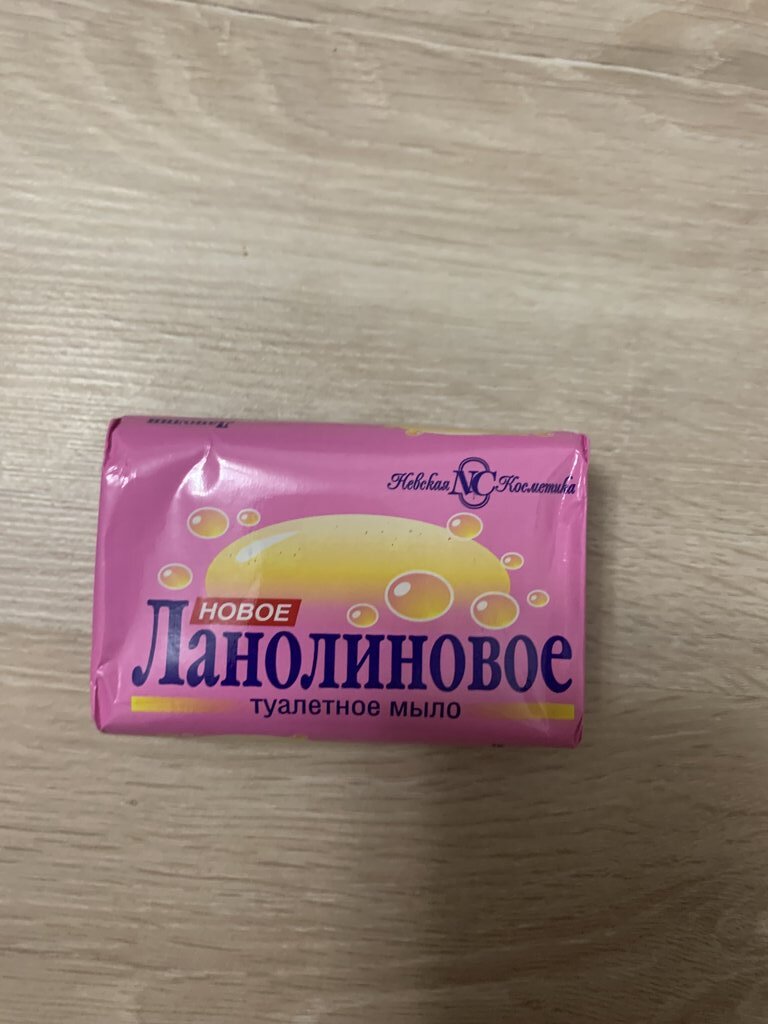 Невская NC Косметика
НОВОЕ
Ланолиновое
туалетное мыло